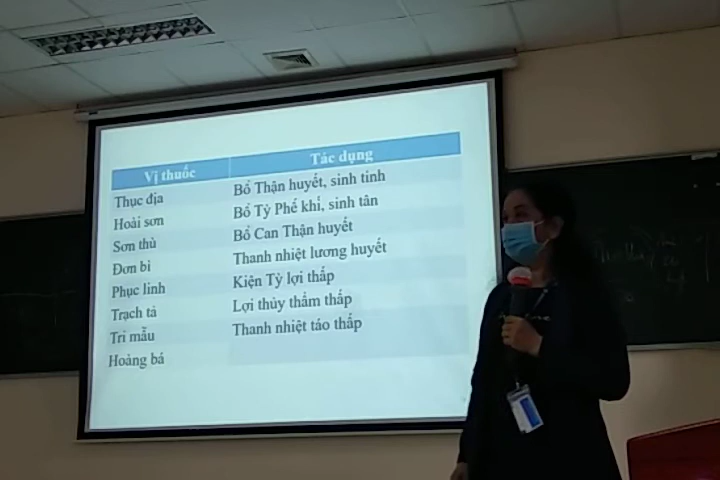 Vị thuốc Tác dụng
Thục địa Bổ Thận huyết, sinh tinh
Hoài sơn Bổ Tỳ Phế khí, sinh tân
Sơn thù Bổ Can Thận huyết
Đơn bì Thanh nhiệt lương huyết
Phục linh Kiện Tỳ lợi thấp
Trạch tả Lợi thủy thẩm thấp
Tri mẫu Thanh nhiệt táo thấp
Hoàng bá